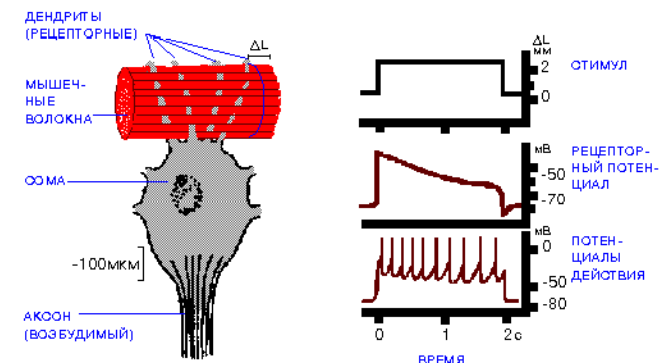 ДЕНДРИТЫ
(РЕЦЕПТОРНЫЕ)
ΔL
МЫШЕЧ-
НЫЕ
ВОЛОКНА
СОМА
-100МКМ
АКСОН
(ВОЗБУДИМЫЙ)
ΔL
мм
2
0
СТИМУЛ
мВ
-50
-70
РЕЦЕПТОР-
НЫЙ ПОТЕН-
ЦИАЛ
мВ
0
-50
-80
ПОТЕН-
ЦИАЛЫ
ДЕЙСТВИЯ
0 1 2с
ВРЕМЯ